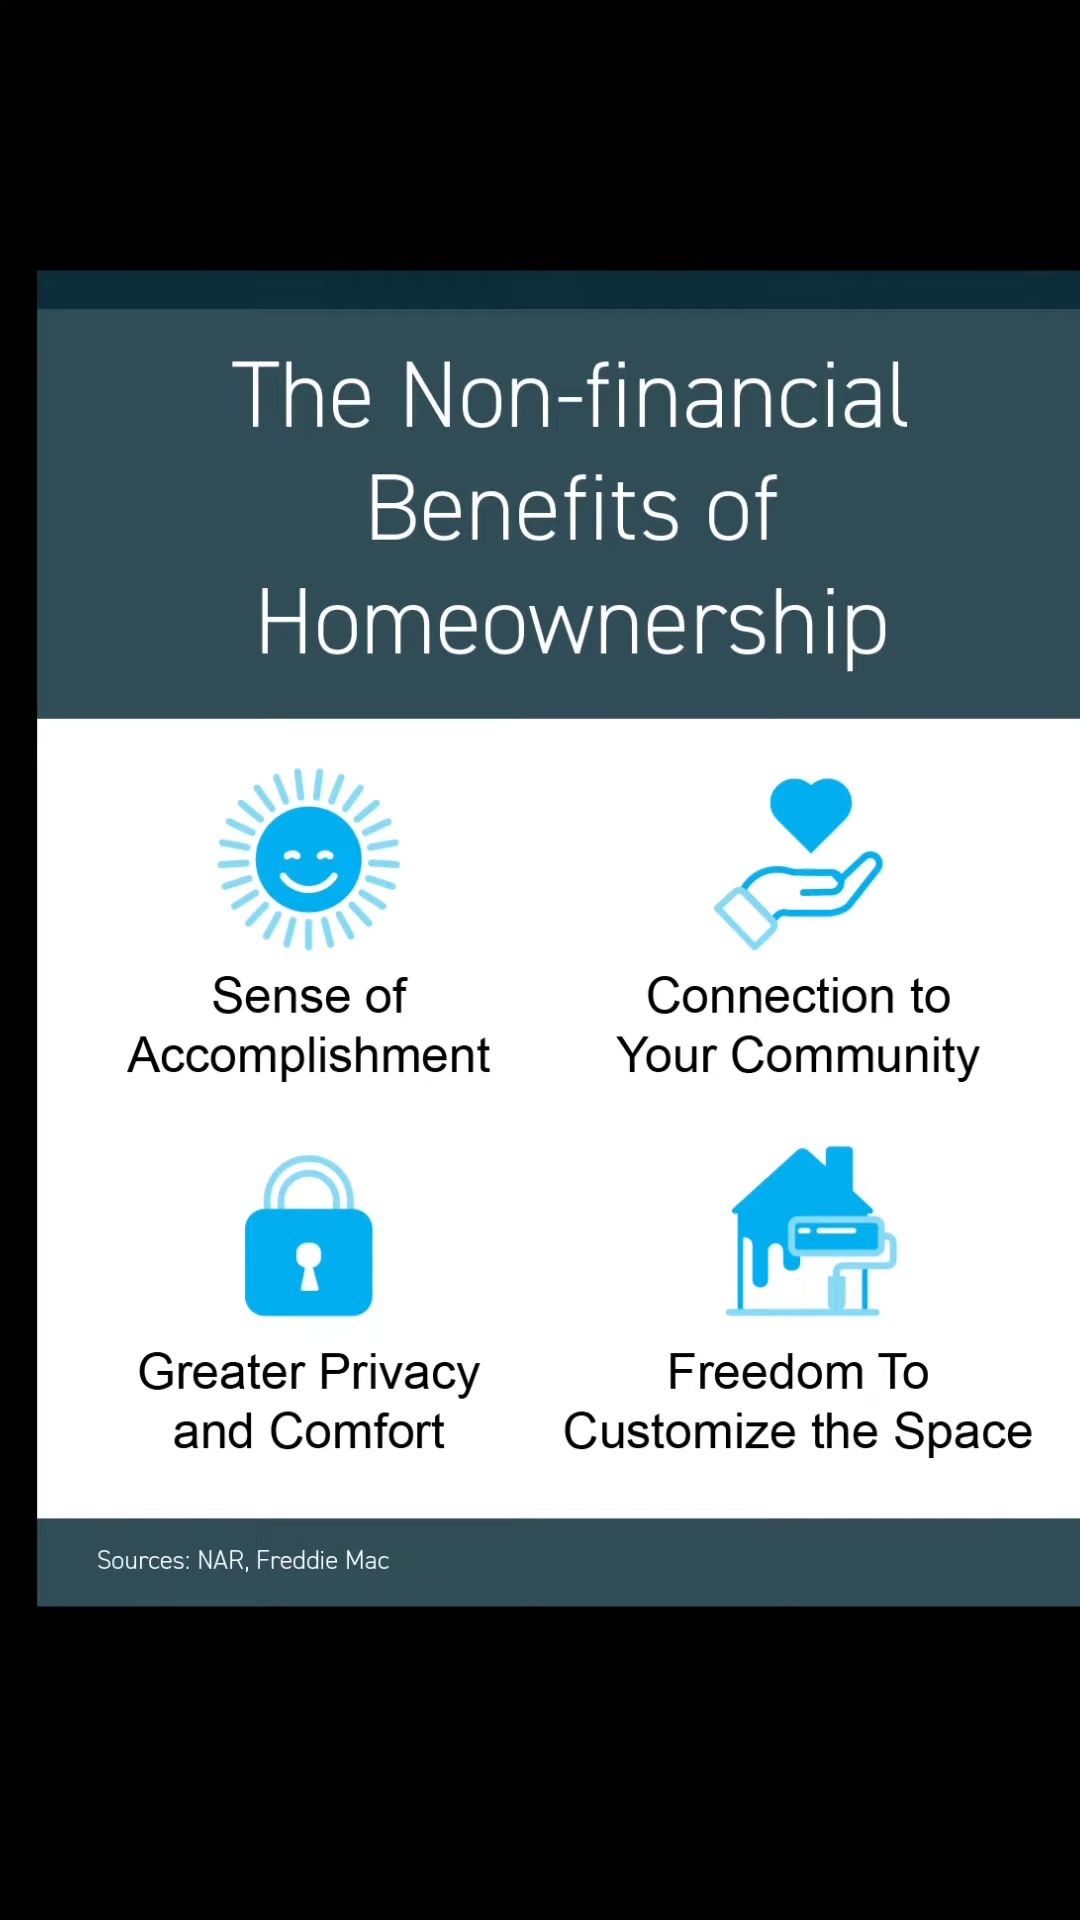 The Non-financial
Benefits of
Homeownership
Sense of
Accomplishment
Connection to
Your Community
Greater Privacy
and Comfort
Freedom To
Customize the Space
Sources: NAR, Freddie Mac